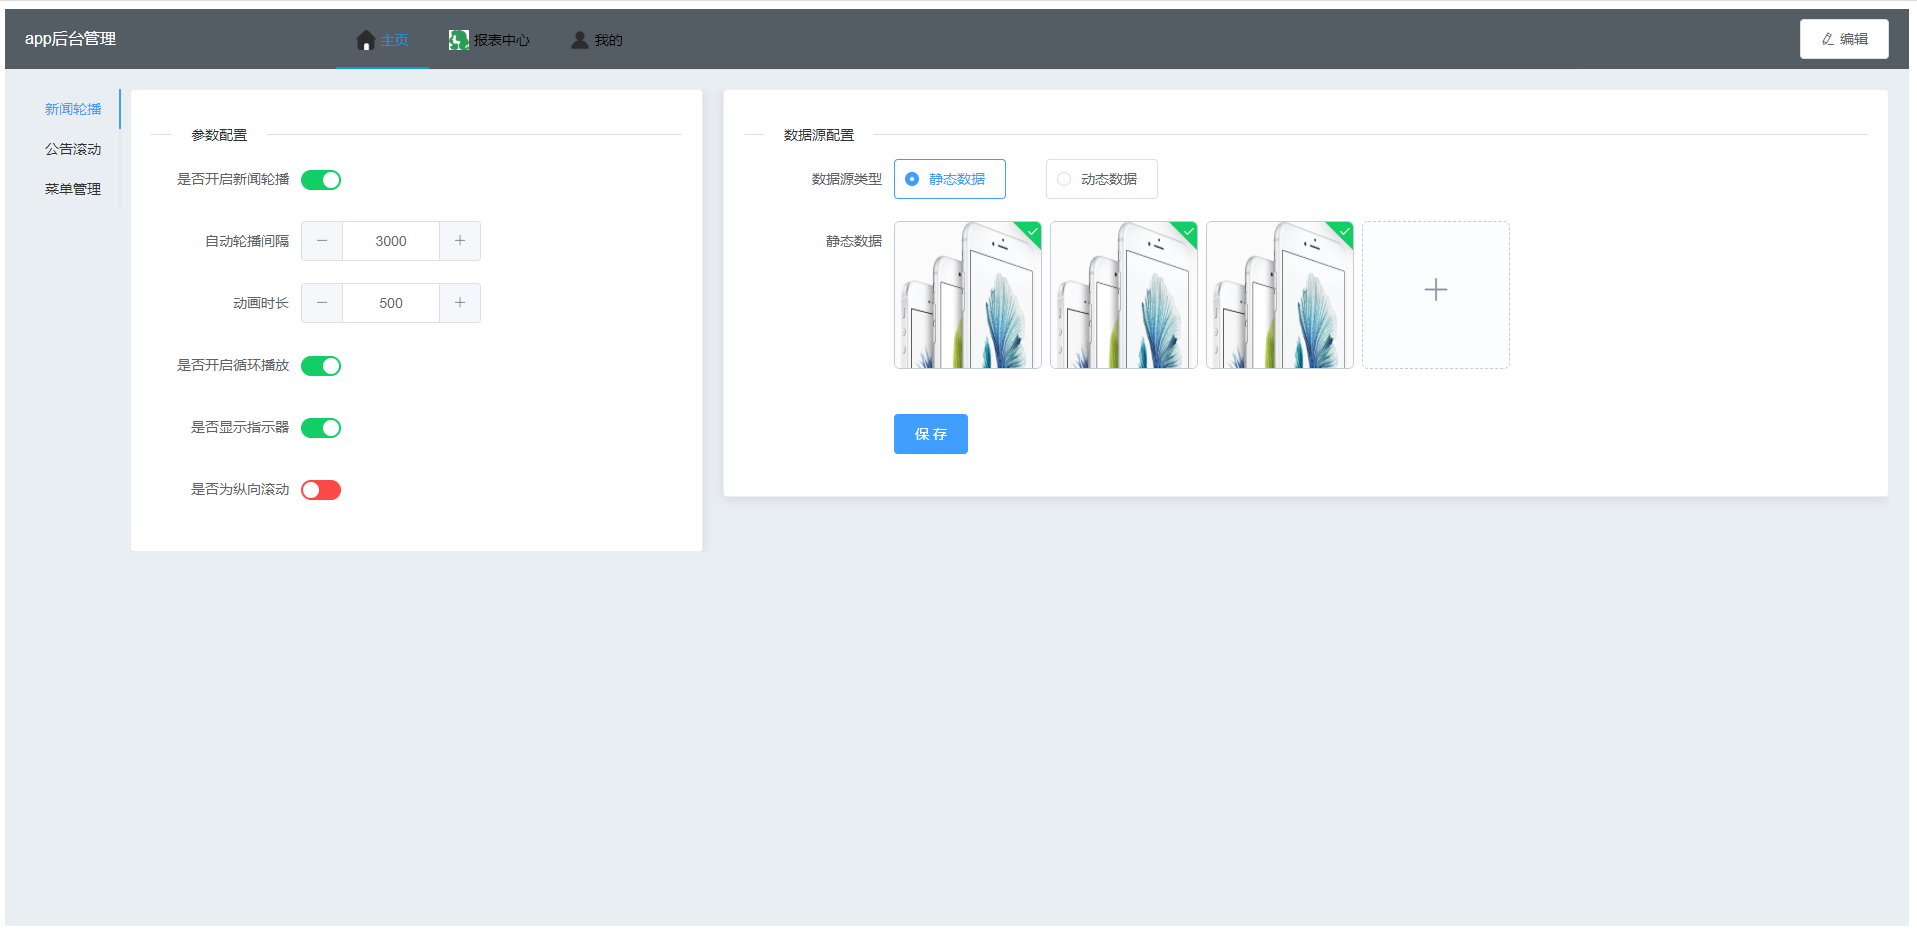 app后台管理
主页
报表中心
我的
编辑
新闻轮播
公告滚动
菜单管理
参数配置
是否开启新闻轮播
自动轮播间隔
3000
动画时长
500
是否开启循环播放
是否显示指示器
是否为纵向滚动
数据源配置
数据源类型
静态数据
动态数据
静态数据
保存